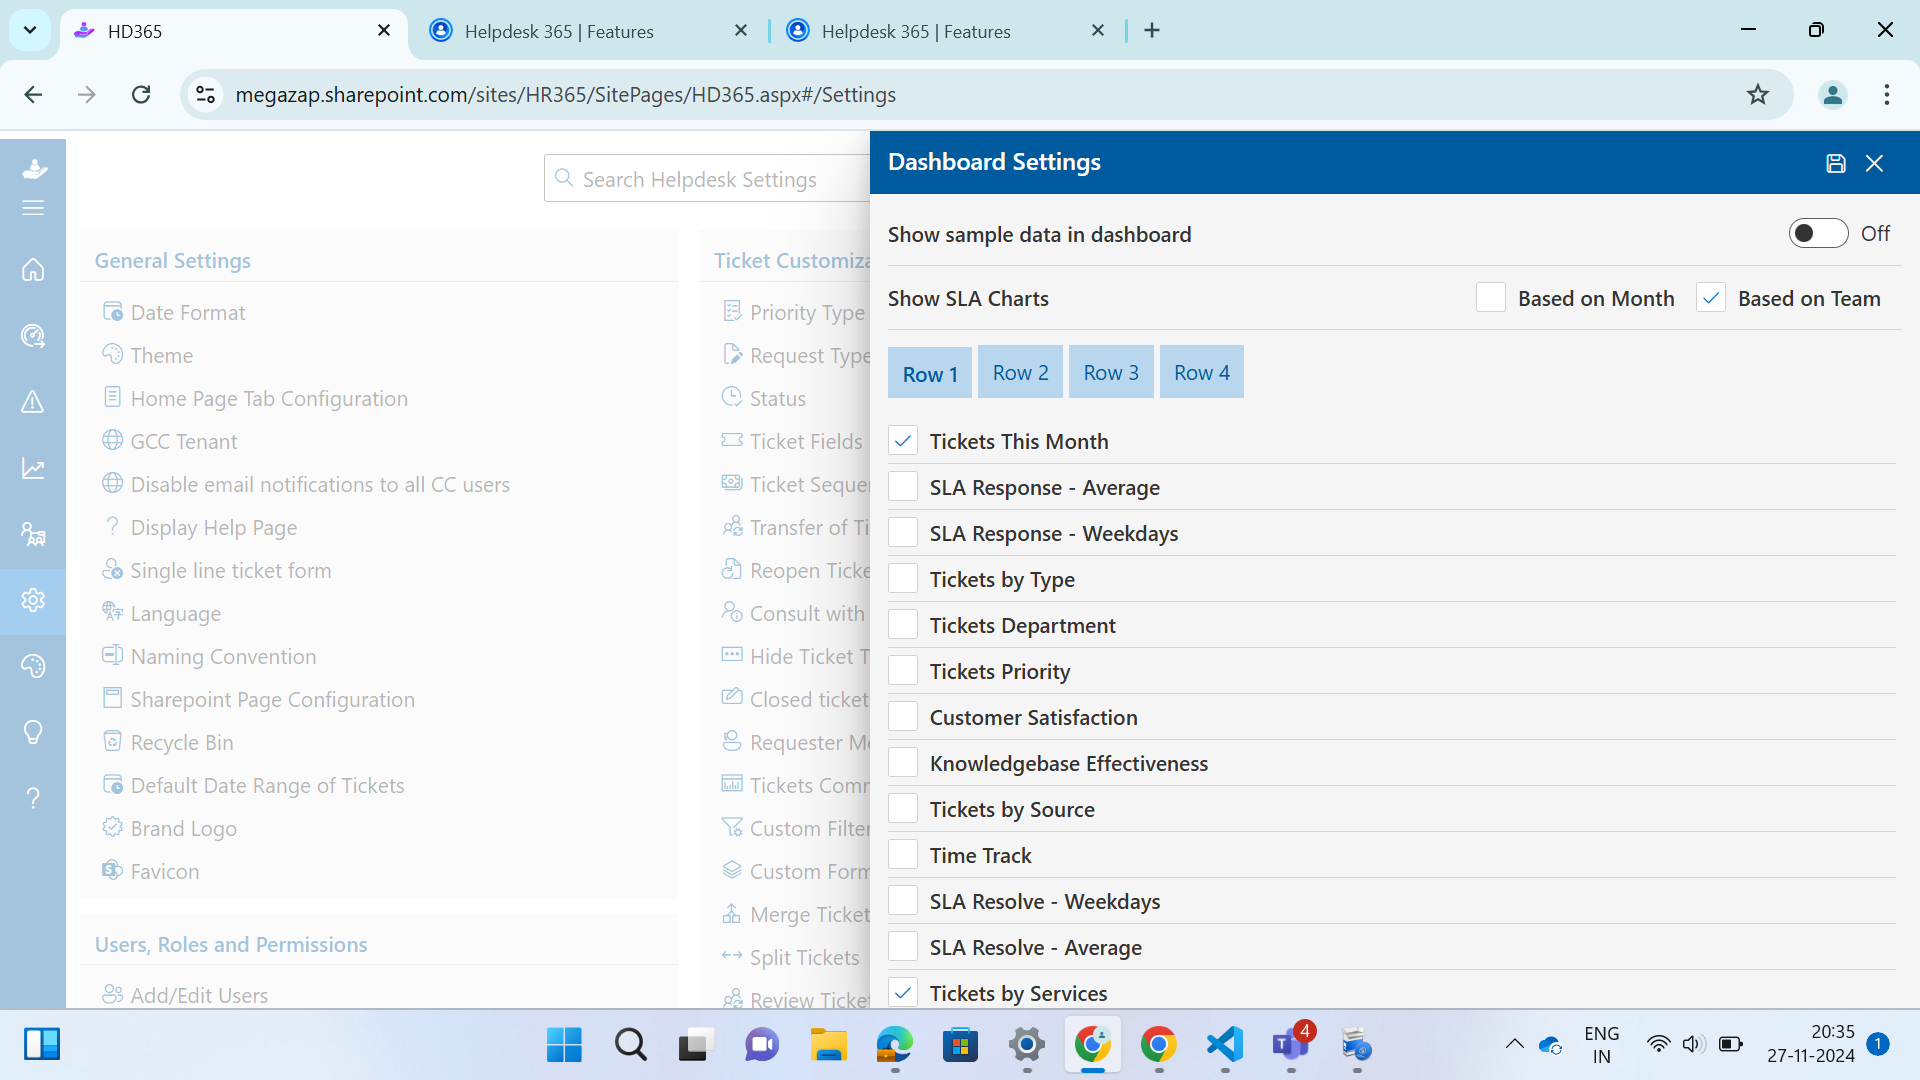 HD365
Helpdesk 365 | Features
Helpdesk 365 | Features
megazap.sharepoint.com/sites/HR365/SitePages/HD365.aspx#/Settings
Search Helpdesk Settings
General Settings
Date Format
Theme
Home Page Tab Configuration
GCC Tenant
Disable email notifications to all CC users
Display Help Page
Single line ticket form
Language
Naming Convention
Sharepoint Page Configuration
Recycle Bin
Default Date Range of Tickets
Brand Logo
Favicon
Users, Roles and Permissions
Add/Edit Users
Ticket Customiza
Priority Type
Request Type
Status
Ticket Fields
Ticket Seque
Transfer of Ti
Reopen Ticke
Consult with
Hide Ticket T
Closed ticket
Requester M
Tickets Com
Custom Filter
Custom Form
Merge Ticket
Split Tickets
Review Ticke
Dashboard Settings
Show sample data in dashboard
Off
Show SLA Charts
Based on Month
Based on Team
Row 1
Row 2
Row 3
Row 4
Tickets This Month
SLA Response - Average
SLA Response - Weekdays
Tickets by Type
Tickets Department
Tickets Priority
Customer Satisfaction
Knowledgebase Effectiveness
Tickets by Source
Time Track
SLA Resolve - Weekdays
SLA Resolve - Average
Tickets by Services
4
ENG
IN
20:35
27-11-2024
1